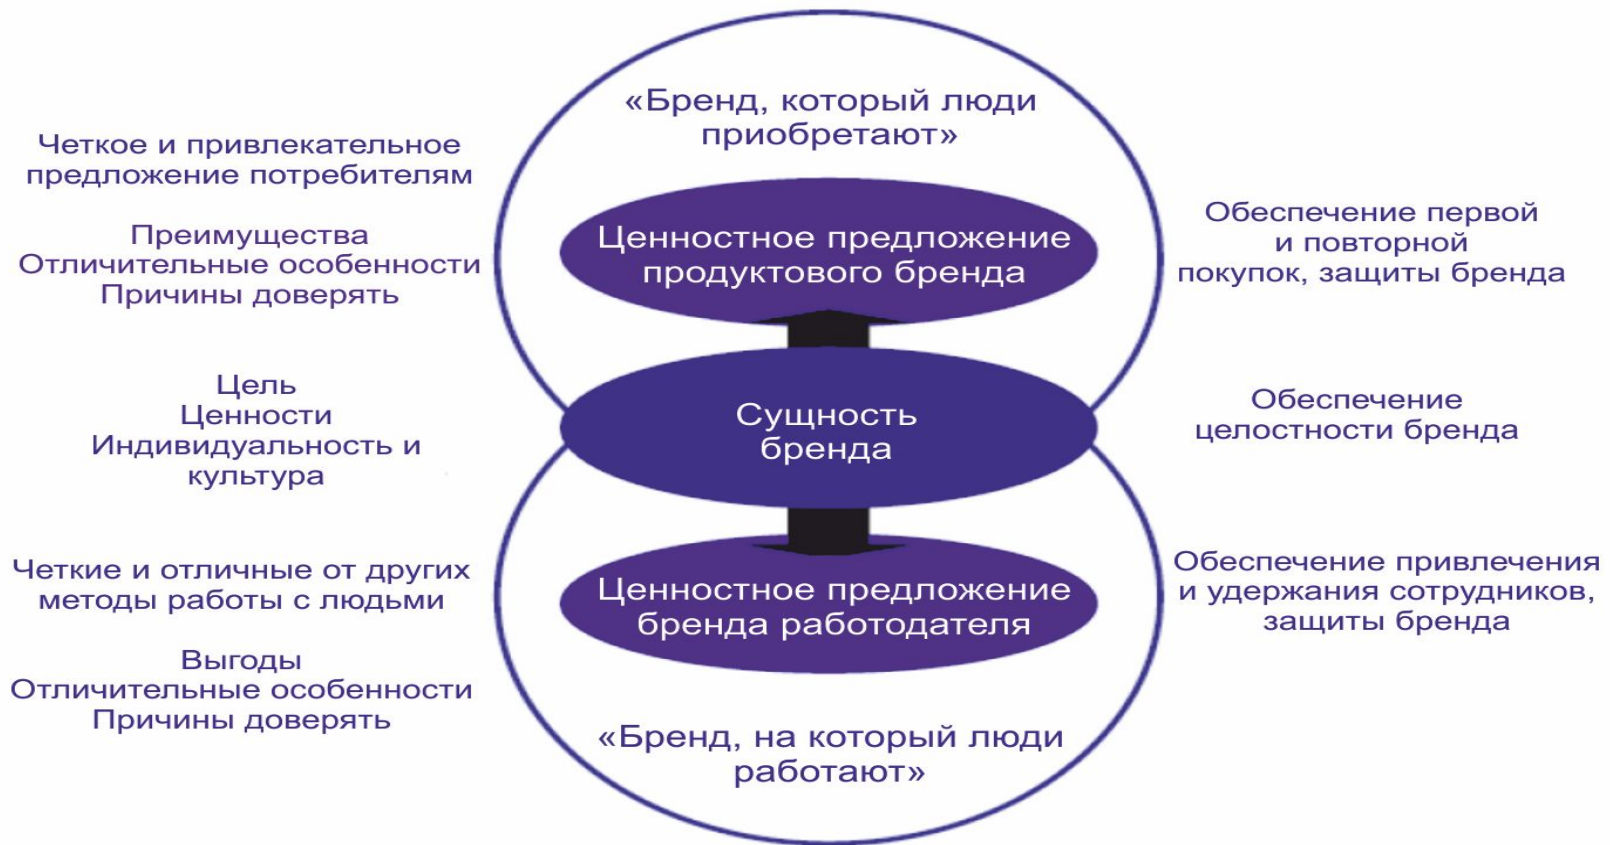 «Бренд, который люди
приобретают»
Четкое и привлекательное
предложение потребителям
Преимущества
Отличительные особенности
Причины доверять
Ценностное предложение
продуктового бренда
Обеспечение первой
и повторной
покупок, защиты бренда
Цель
Ценности
Индивидуальность и
культура
Сущность
бренда
Обеспечение
целостности бренда
Четкие и отличные от других
методы работы с людьми
Выгоды
Отличительные особенности
Причины доверять
Ценностное предложение
бренда работодателя
Обеспечение привлечения
и удержания сотрудников,
защиты бренда
«Бренд, на который люди
работают»